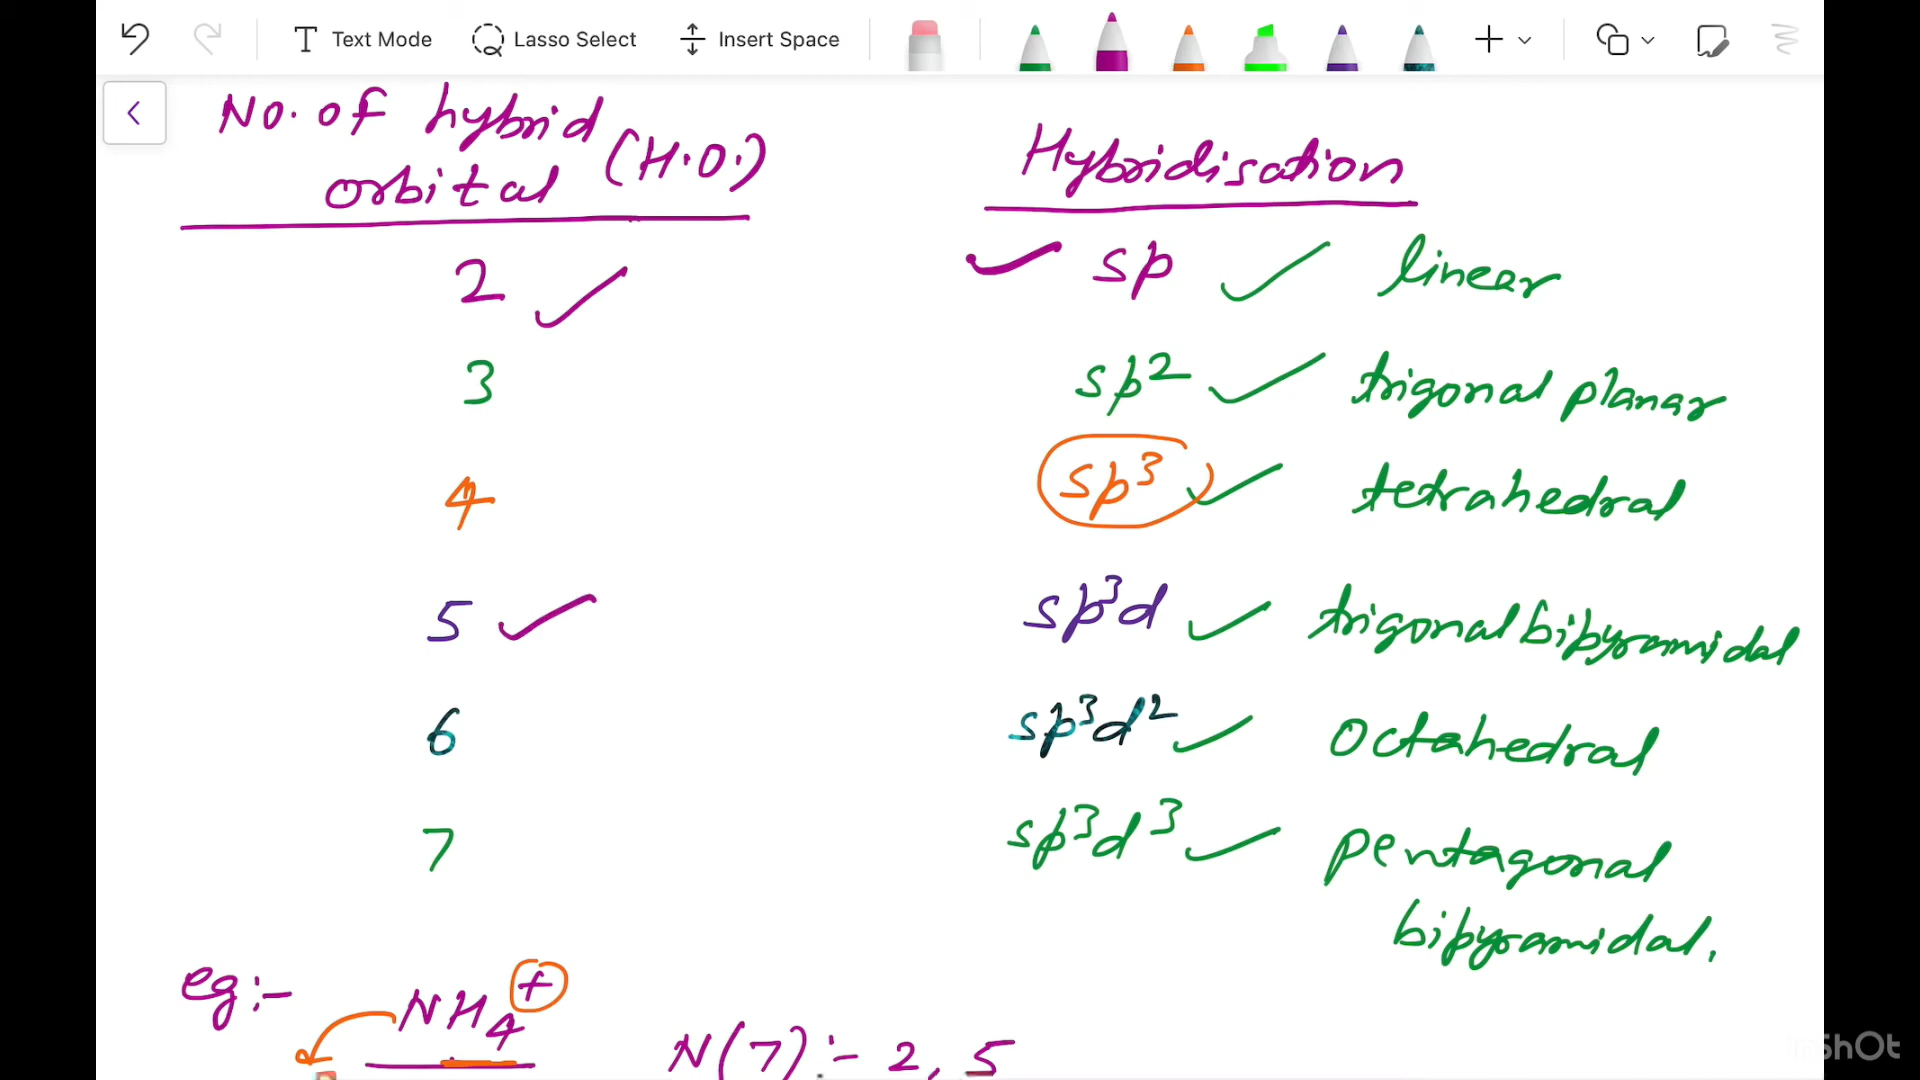 Text Mode Lasso Select Insert Space
No. of hybrid orbital (H.O.) Hybridisation
2 sp linear
3 sp² trigonal planar
4 sp³ tetrahedral
5 sp³d trigonal bipyramidal
6 sp³d² Octahedral
7 sp³d³ pentagonal
bipyramidal.
eg:- NH₄⁺ N(7):- 2, 5